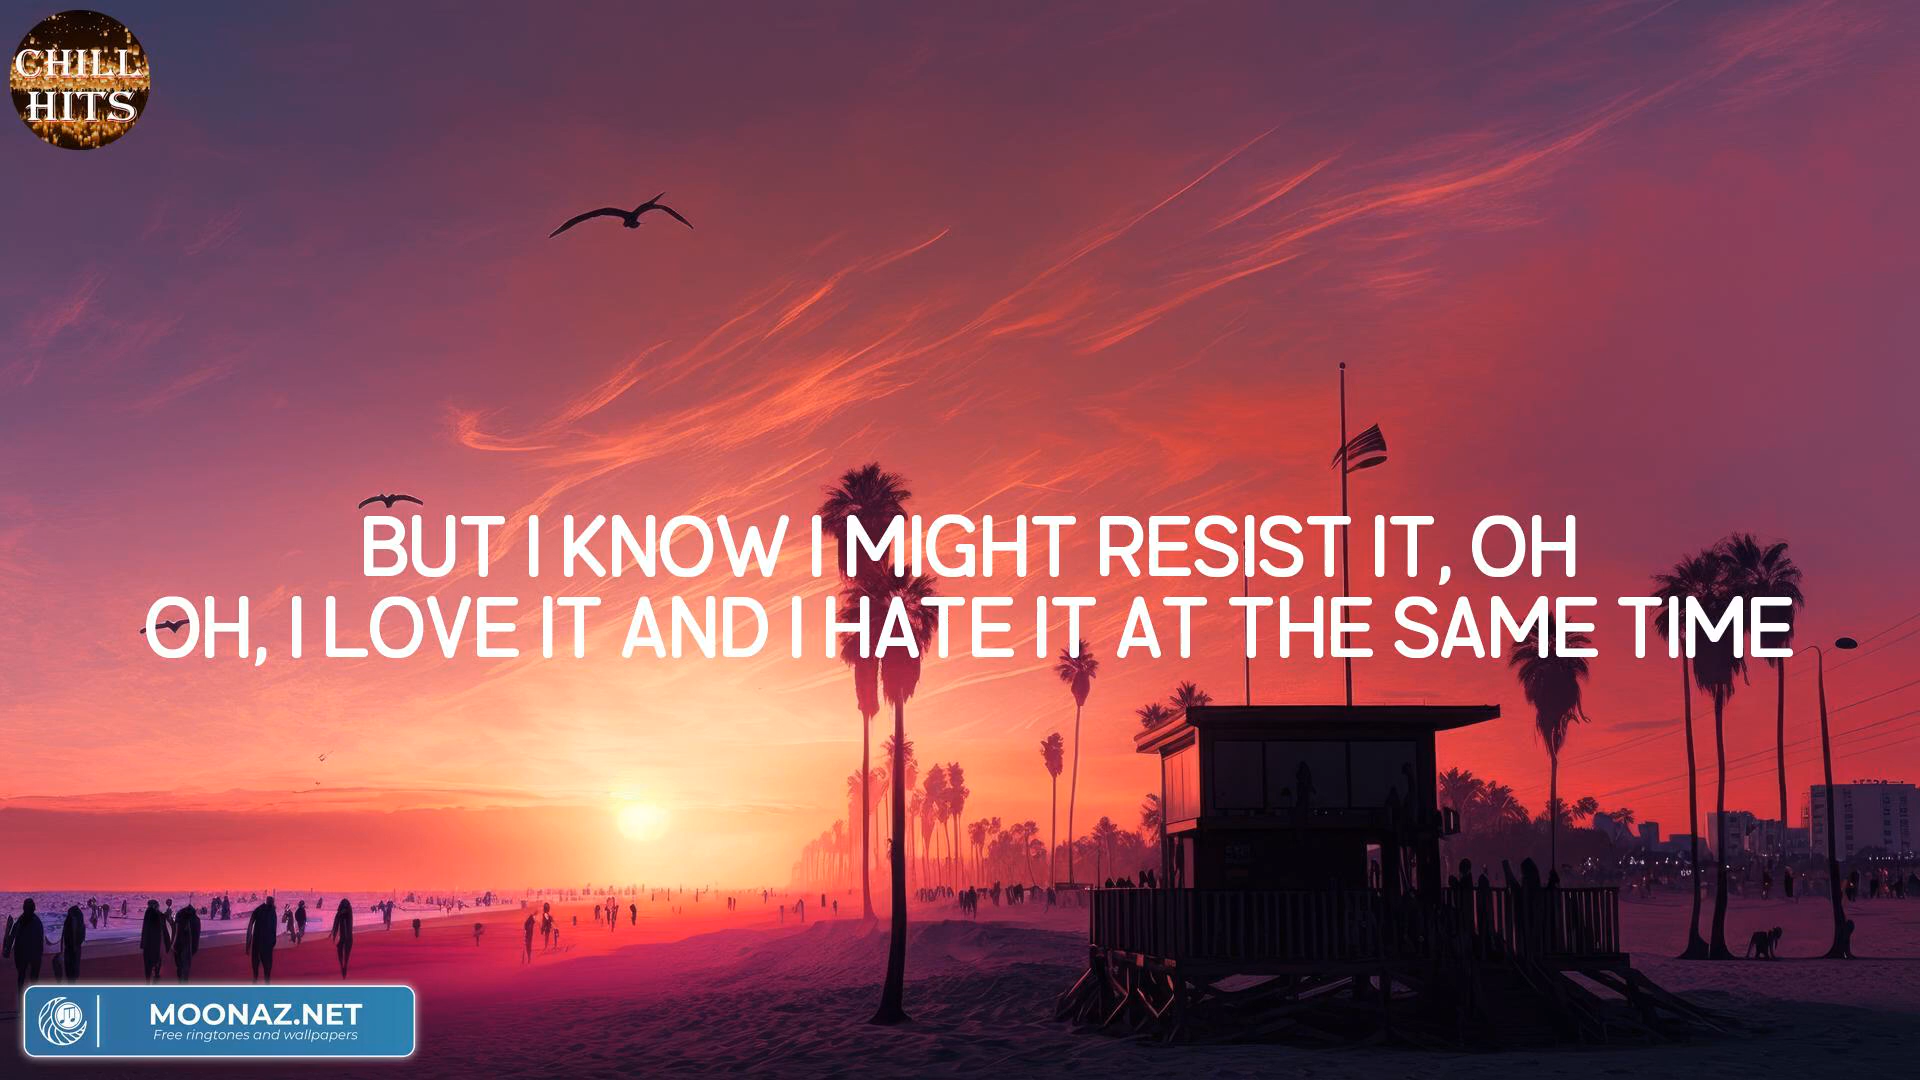 CHILL
HITS
BUT I KNOW I MIGHT RESIST IT, OH
OH, I LOVE IT AND I HATE IT AT THE SAME TIME
MOONAZ.NET
Free ringtones and wallpapers